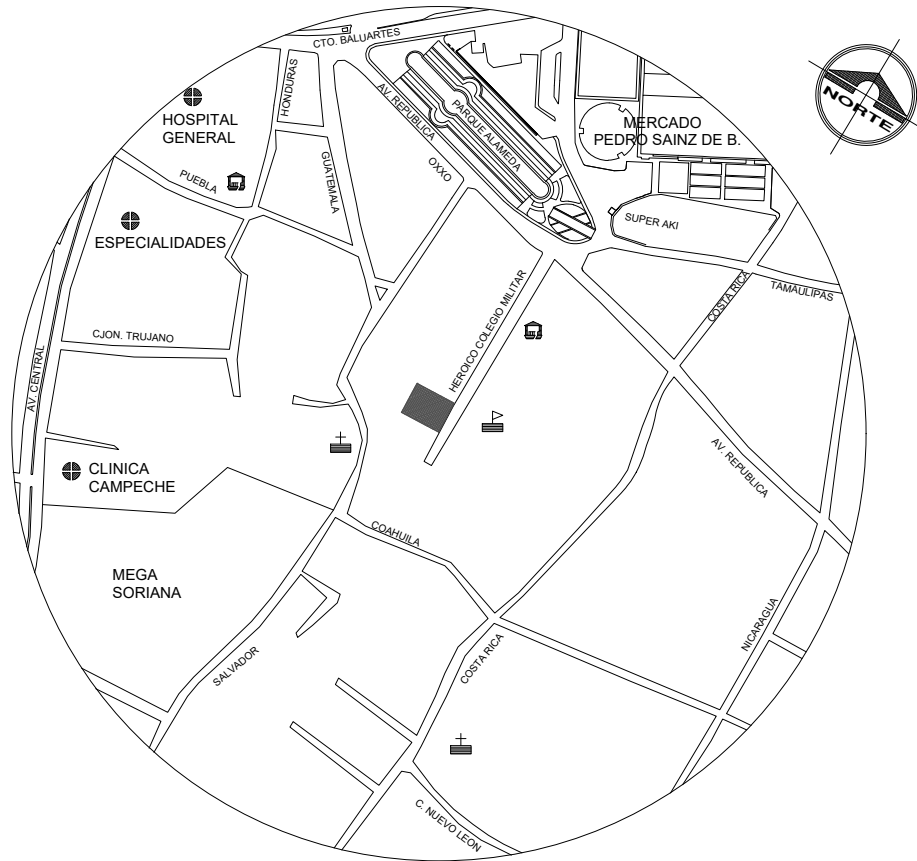 CTO. BALUARTES
HONDURAS
HOSPITAL
GENERAL
AV. REPUBLICA
PARQUE ALAMEDA
MERCADO
PEDRO SAINZ DE B.
NORTE
PUEBLA
GUATEMALA
OXXO
ESPECIALIDADES
SUPER AKI
COSTA RICA
TAMAULIPAS
CJON. TRUJANO
HEROICO COLEGIO MILITAR
AV. CENTRAL
CLINICA
CAMPECHE
AV. REPUBLICA
COAHUILA
MEGA
SORIANA
NICARAGUA
SALVADOR
COSTA RICA
C. NUEVO LEON